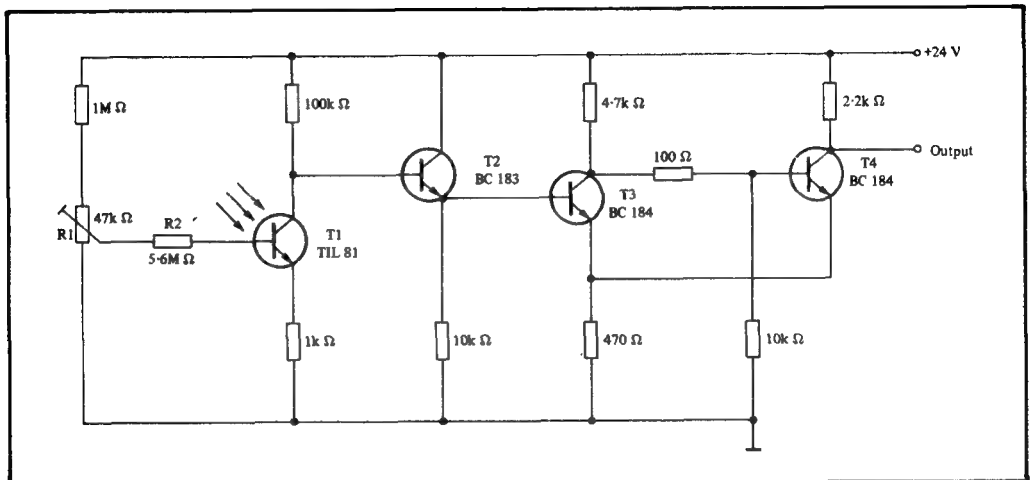 +24 V
1M Ω
100k Ω
4·7k Ω
2·2k Ω
Output
T2
BC 183
100 Ω
T4
BC 184
T3
BC 184
47k Ω
R1
R2
5·6M Ω
T1
TIL 81
1k Ω
10k Ω
470 Ω
10k Ω